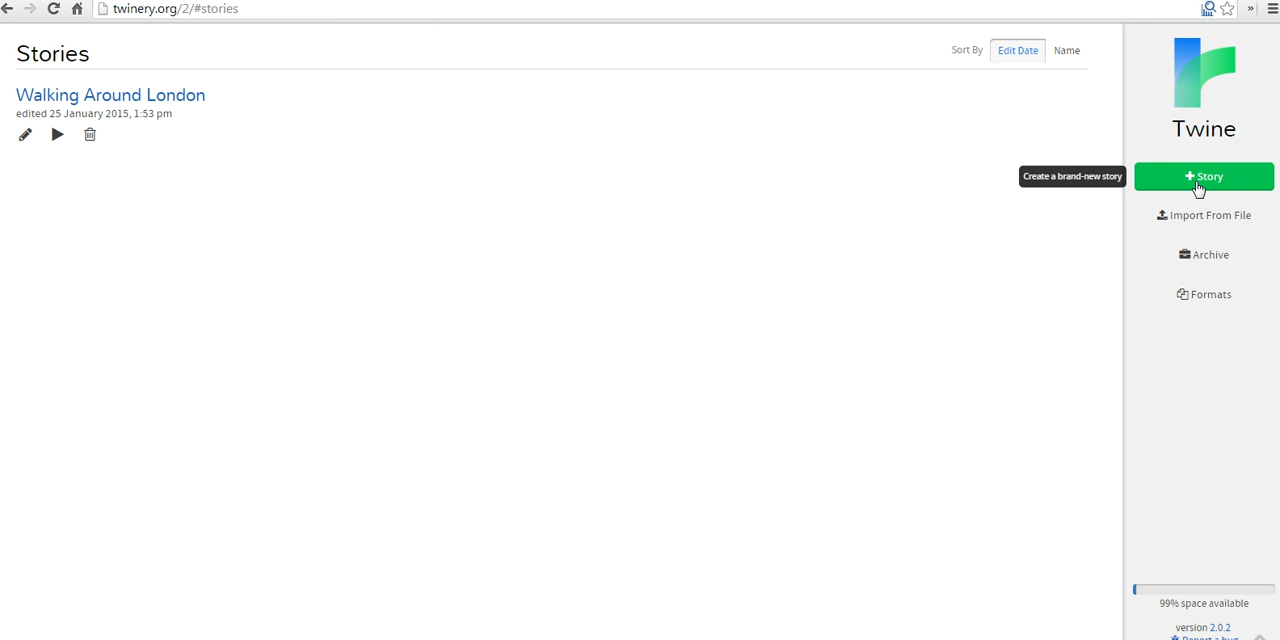 twinery.org/2/#stories
»
Stories
Sort By Edit Date Name
Walking Around London
edited 25 January 2015, 1:53 pm
Twine
Create a brand-new story
+ Story
Import From File
Archive
Formats
99% space available
version 2.0.2
Report a bug